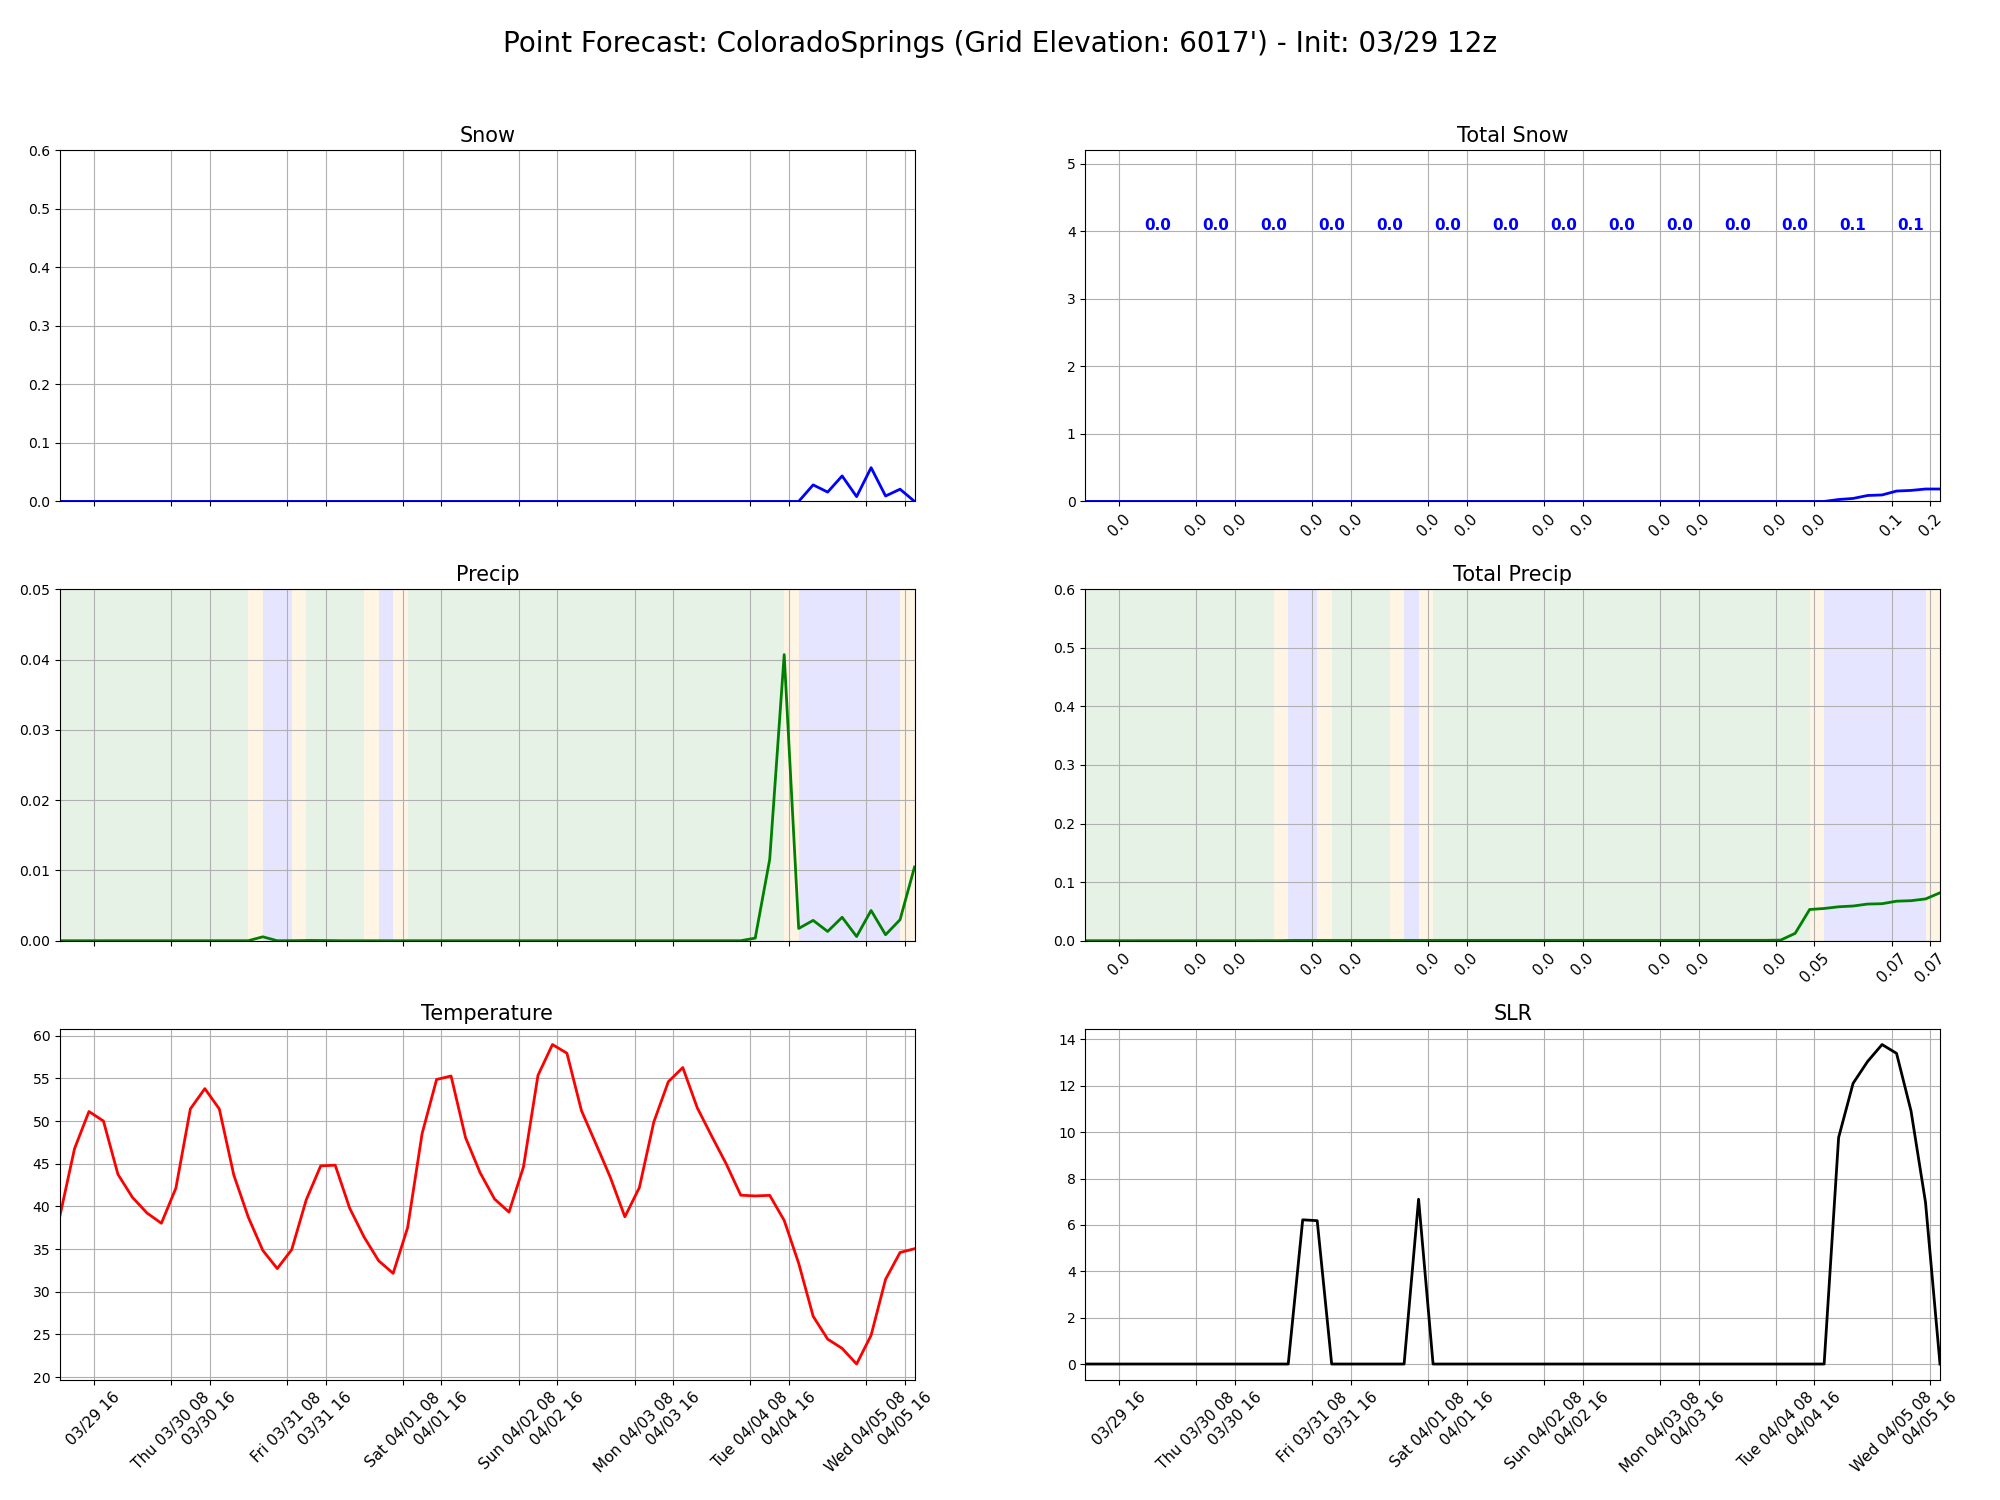 Point Forecast: ColoradoSprings (Grid Elevation: 6017') - Init: 03/29 12z
Snow
0.6
0.5
0.4
0.3
0.2
0.1
0.0
Total Snow
5
4
3
2
1
0
0.0 0.0 0.0 0.0 0.0 0.0 0.0 0.0 0.0 0.0 0.0 0.0 0.1 0.1
0.0 0.0 0.0 0.0 0.0 0.0 0.0 0.0 0.0 0.0 0.0 0.0 0.0 0.1 0.2
Precip
0.05
0.04
0.03
0.02
0.01
0.00
Total Precip
0.6
0.5
0.4
0.3
0.2
0.1
0.0
0.0 0.0 0.0 0.0 0.0 0.0 0.0 0.0 0.0 0.0 0.0 0.0 0.05 0.07 0.07
Temperature
60
55
50
45
40
35
30
25
20
03/29 16
Thu 03/30 08
03/30 16
Fri 03/31 08
03/31 16
Sat 04/01 08
04/01 16
Sun 04/02 08
04/02 16
Mon 04/03 08
04/03 16
Tue 04/04 08
04/04 16
Wed 04/05 08
04/05 16
SLR
14
12
10
8
6
4
2
0
03/29 16
Thu 03/30 08
03/30 16
Fri 03/31 08
03/31 16
Sat 04/01 08
04/01 16
Sun 04/02 08
04/02 16
Mon 04/03 08
04/03 16
Tue 04/04 08
04/04 16
Wed 04/05 08
04/05 16